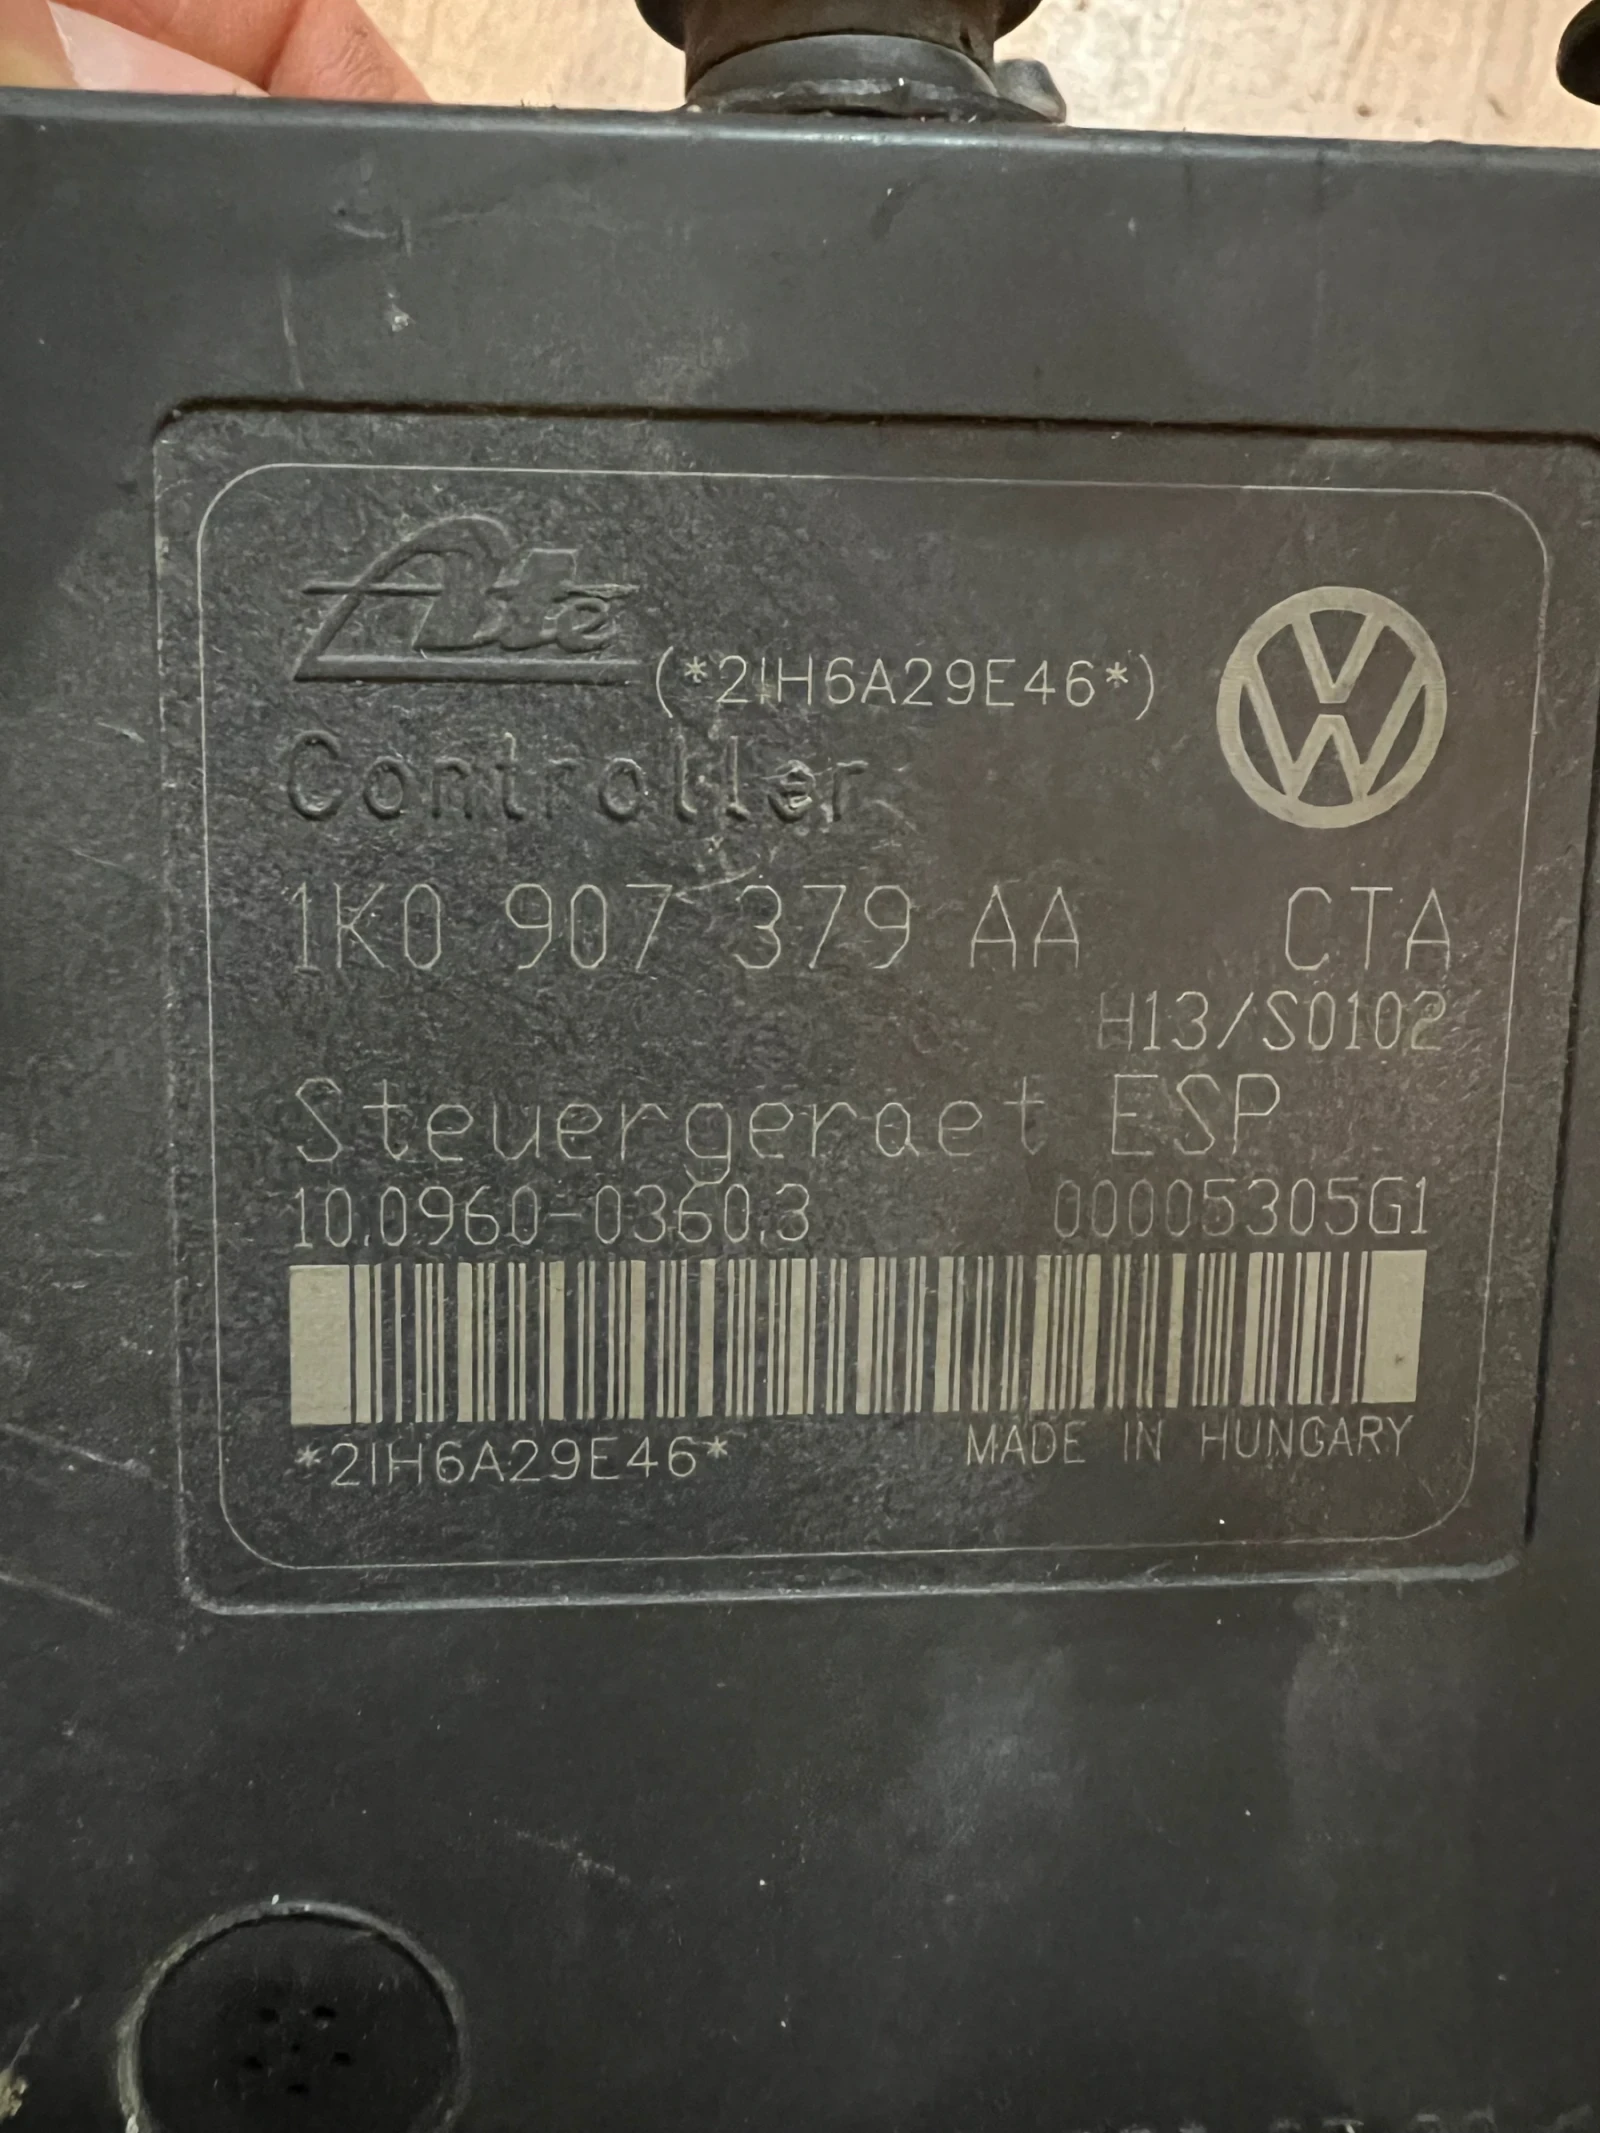 Ate (*2IH6A29E46*)
Controller
1K0 907 379 AA CTA
H13/S0102
Steuergeraet ESP
10.0960-0360.3 00005305G1
*2IH6A29E46* MADE IN HUNGARY